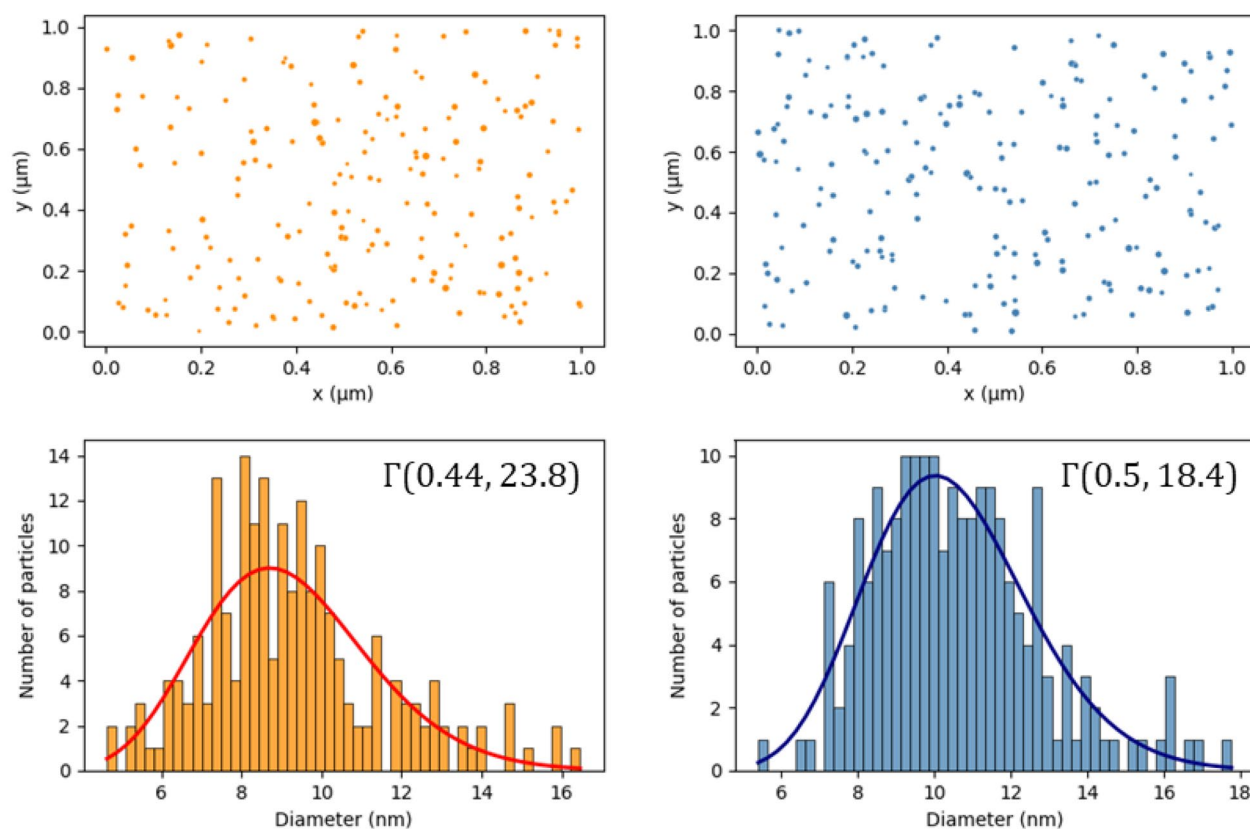 1.0
0.8
0.6
0.4
0.2
0.0
y (µm)
0.0 0.2 0.4 0.6 0.8 1.0
x (µm)
1.0
0.8
0.6
0.4
0.2
0.0
y (µm)
0.0 0.2 0.4 0.6 0.8 1.0
x (µm)
14
12
10
8
6
4
2
0
Number of particles
Γ(0.44, 23.8)
6 8 10 12 14 16
Diameter (nm)
10
8
6
4
2
0
Number of particles
Γ(0.5, 18.4)
6 8 10 12 14 16 18
Diameter (nm)